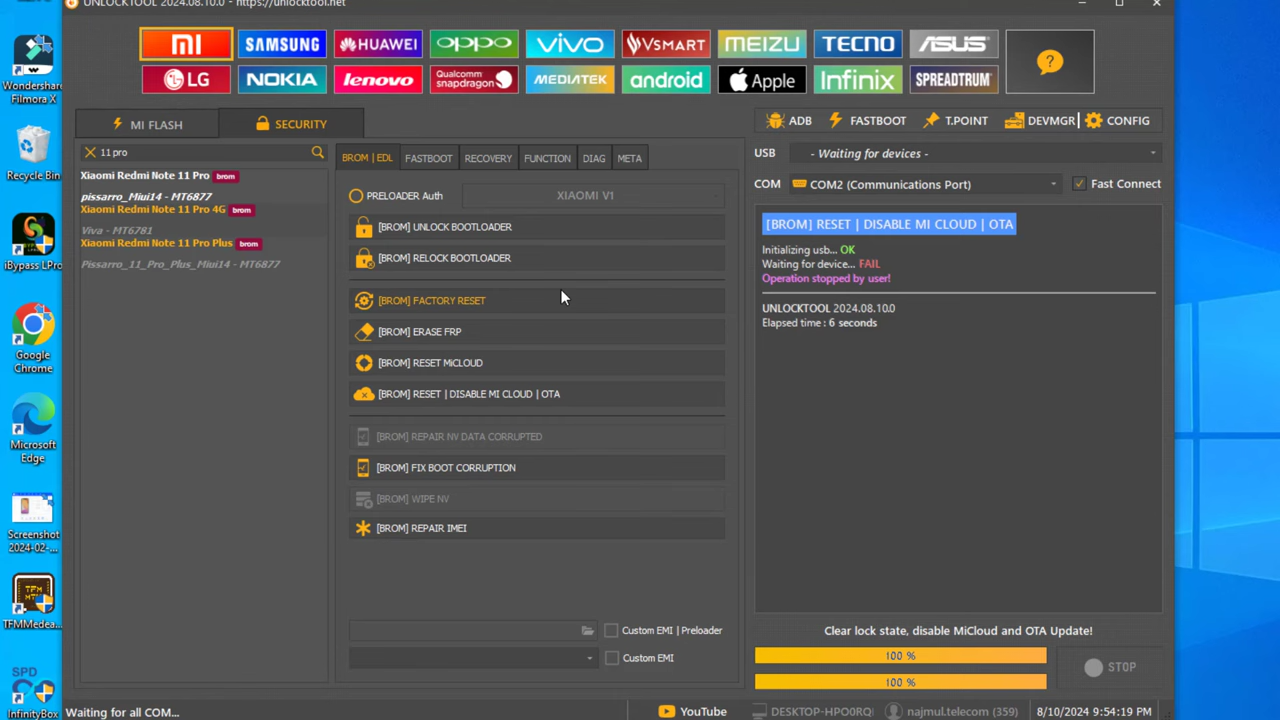 UNLOCKTOOL 2024.08.10.0 - https://unlocktool.net
mi
SAMSUNG
HUAWEI
oppo
vivo
VSMART
MEIZU
TECNO
ASUS
?
LG
NOKIA
lenovo
Qualcomm
snapdragon
MEDIATEK
android
Apple
Infinix
SPREADTRUM
MI FLASH
SECURITY
ADB
FASTBOOT
T.POINT
DEVMGR
CONFIG
11 pro
Xiaomi Redmi Note 11 Pro brom
pissarro_Miui14 - MT6877
Xiaomi Redmi Note 11 Pro 4G brom
Viva - MT6781
Xiaomi Redmi Note 11 Pro Plus brom
Pissarro_11_Pro_Plus_Miui14 - MT6877
BROM | EDL
FASTBOOT
RECOVERY
FUNCTION
DIAG
META
PRELOADER Auth
XIAOMI V1
[BROM] UNLOCK BOOTLOADER
[BROM] RELOCK BOOTLOADER
[BROM] FACTORY RESET
[BROM] ERASE FRP
[BROM] RESET MiCLOUD
[BROM] RESET | DISABLE MI CLOUD | OTA
[BROM] REPAIR NV DATA CORRUPTED
[BROM] FIX BOOT CORRUPTION
[BROM] WIPE NV
[BROM] REPAIR IMEI
Custom EMI | Preloader
Custom EMI
USB
- Waiting for devices -
COM
COM2 (Communications Port)
Fast Connect
[BROM] RESET | DISABLE MI CLOUD | OTA
Initializing usb... OK
Waiting for device... FAIL
Operation stopped by user!
UNLOCKTOOL 2024.08.10.0
Elapsed time : 6 seconds
Clear lock state, disable MiCloud and OTA Update!
100 %
100 %
STOP
Waiting for all COM...
YouTube
DESKTOP-HPO0RQ
najmul.telecom (359)
8/10/2024 9:54:19 PM
Wondershare
Filmora X
Recycle Bin
iBypass LPro
Google
Chrome
Microsoft
Edge
Screenshot
2024-02-...
TFM
MTK
TFMMedea...
SPD
InfinityBox